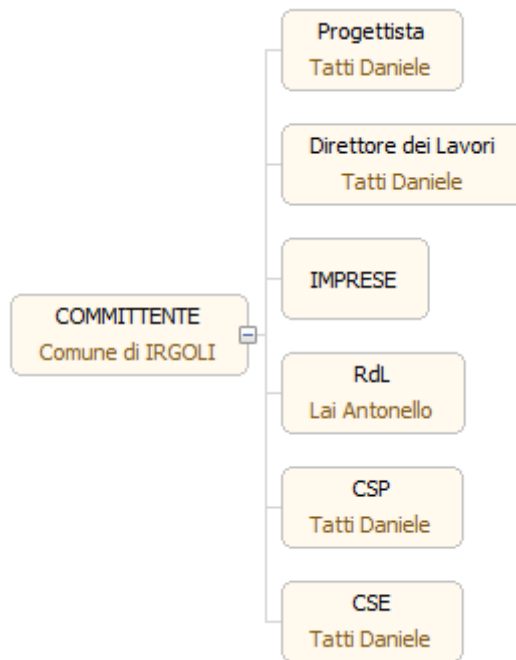 Progettista
Tatti Daniele
Direttore dei Lavori
Tatti Daniele
IMPRESE
COMMITTENTE
Comune di IRGOLI
RdL
Lai Antonello
CSP
Tatti Daniele
CSE
Tatti Daniele